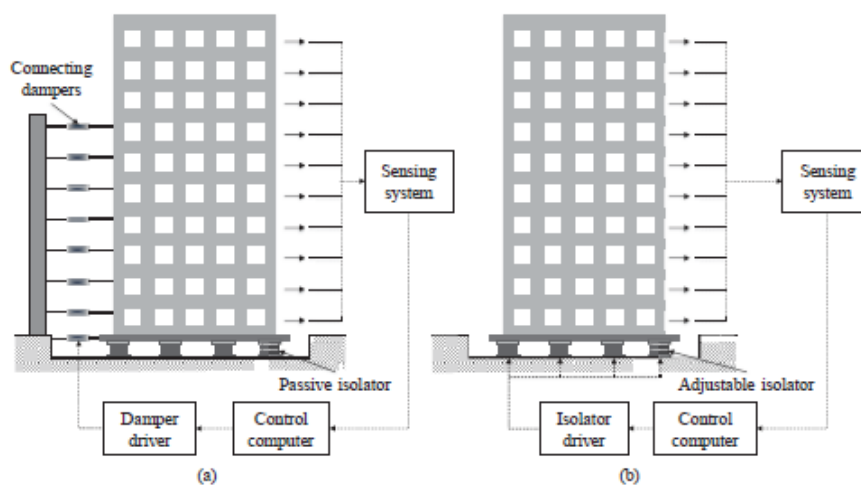 Connecting
dampers
Sensing
system
Passive isolator
Damper
driver
Control
computer
(a)
Sensing
system
Adjustable isolator
Isolator
driver
Control
computer
(b)